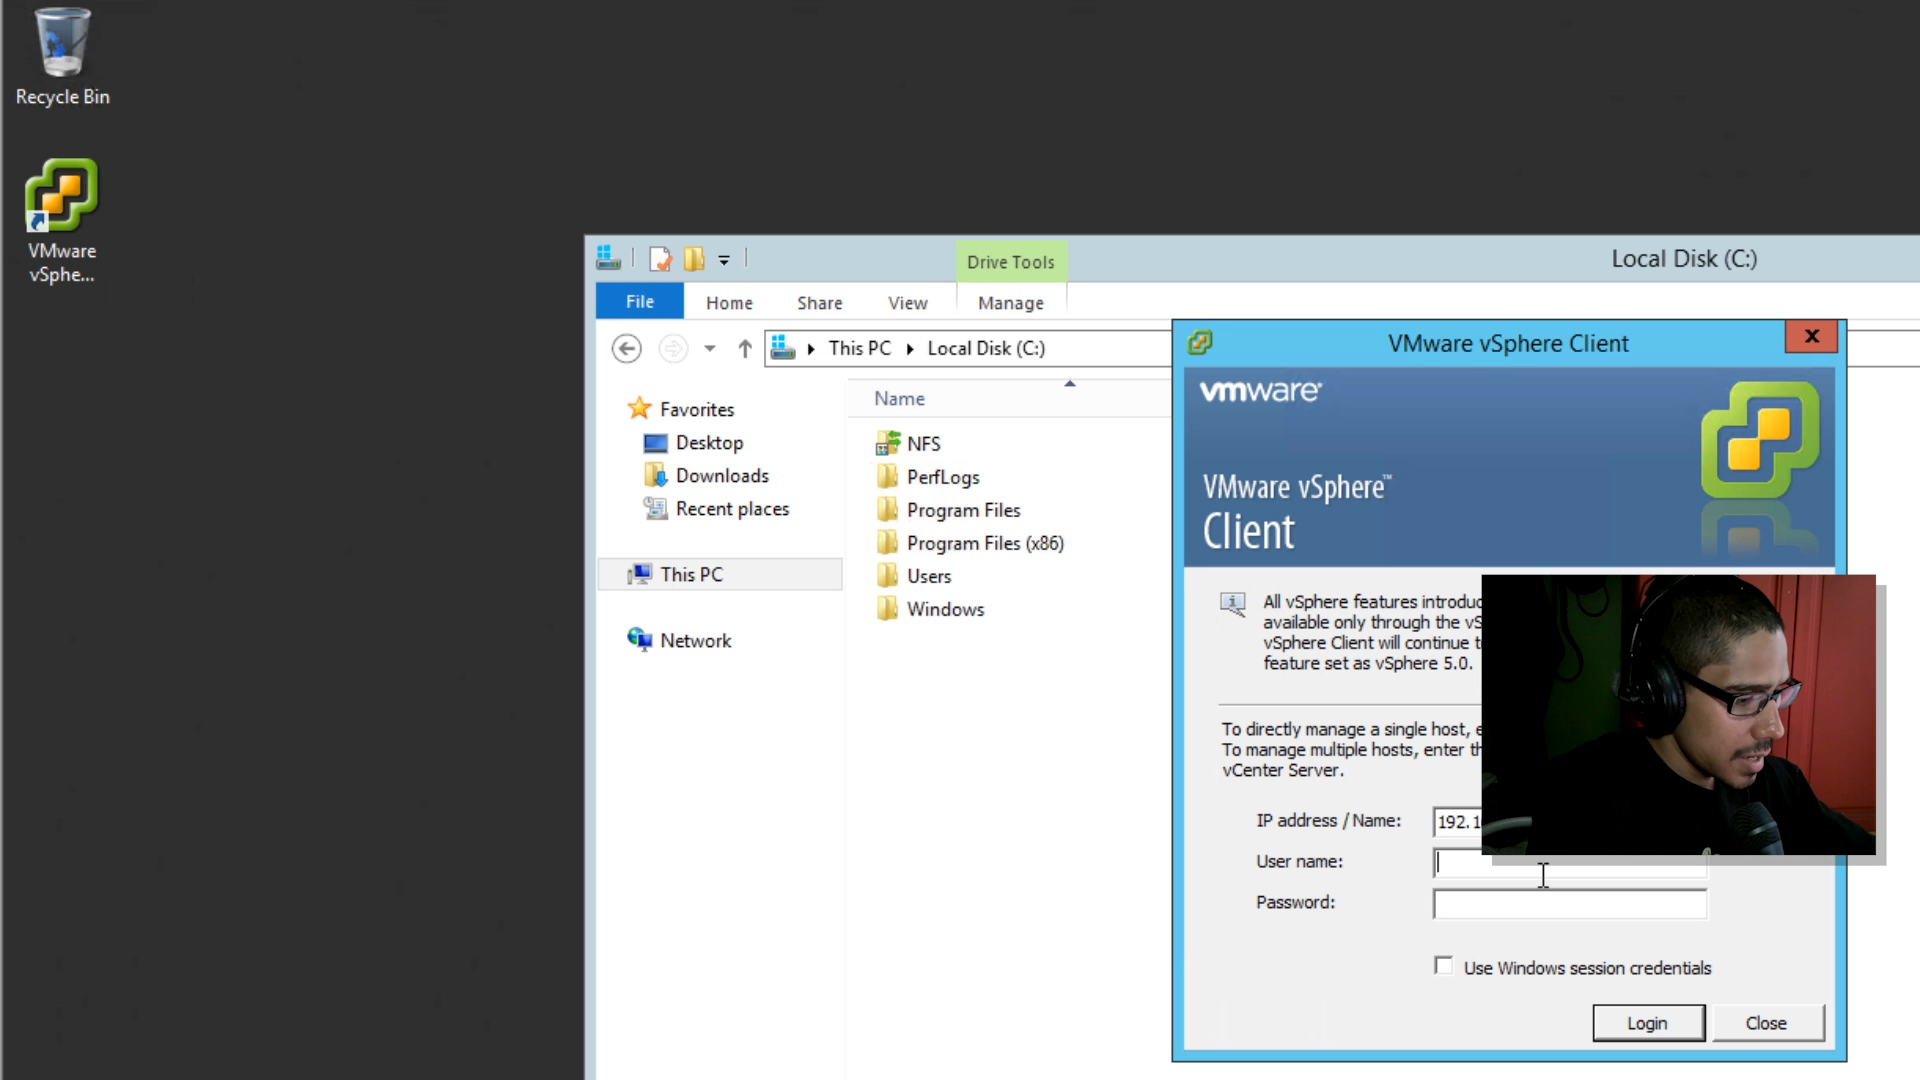 Recycle Bin
VMware
vSphe...
Drive Tools
Local Disk (C:)
File
Home
Share
View
Manage
This PC
Local Disk (C:)
Name
Favorites
Desktop
Downloads
Recent places
This PC
Network
NFS
PerfLogs
Program Files
Program Files (x86)
Users
Windows
VMware vSphere Client
X
vmware®
VMware vSphere™
Client
All vSphere features introduc
available only through the vS
vSphere Client will continue t
feature set as vSphere 5.0.
To directly manage a single host, e
To manage multiple hosts, enter th
vCenter Server.
IP address / Name:
192.1
User name:
Password:
Use Windows session credentials
Login
Close